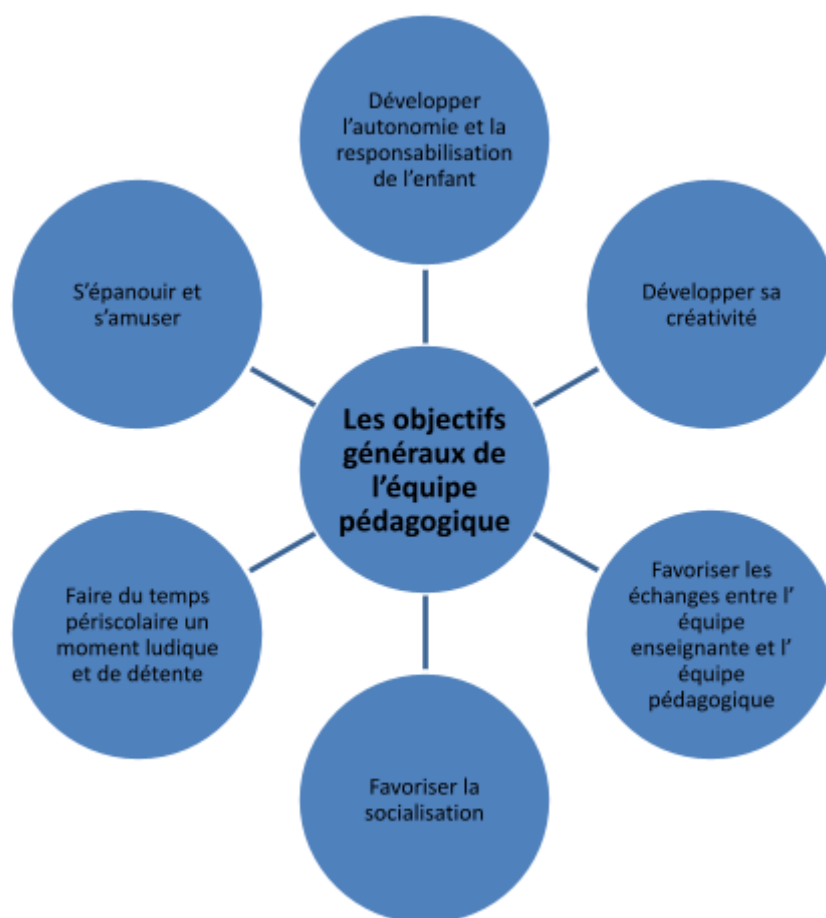 Développer
l'autonomie et la
responsabilisation
de l'enfant
S'épanouir et
s'amuser
Développer sa
créativité
Les objectifs
généraux de
l'équipe
pédagogique
Faire du temps
périscolaire un
moment ludique
et de détente
Favoriser les
échanges entre l'
équipe
enseignante et l'
équipe
pédagogique
Favoriser la
socialisation